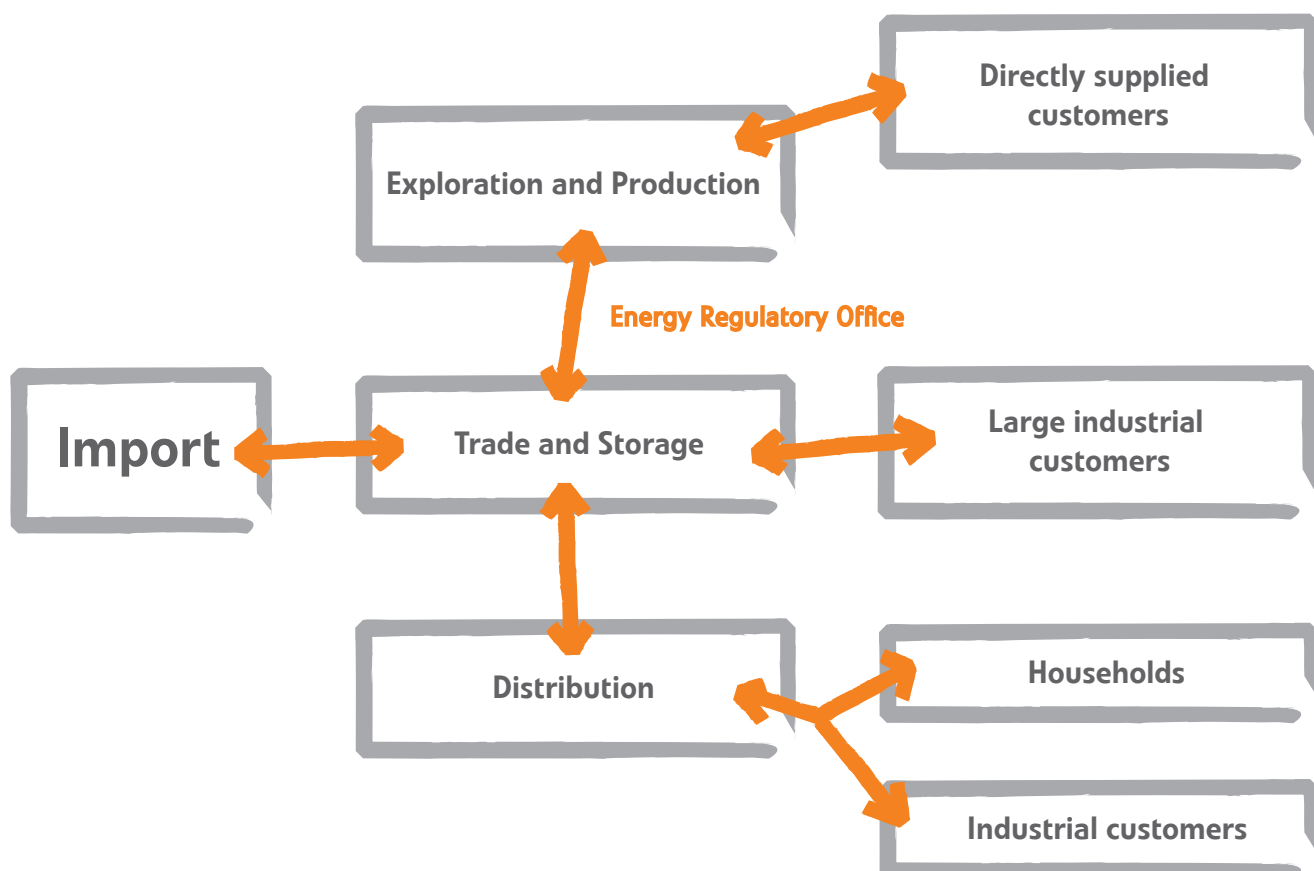 Directly supplied
customers
Exploration and Production
Energy Regulatory Office
Import
Trade and Storage
Large industrial
customers
Distribution
Households
Industrial customers